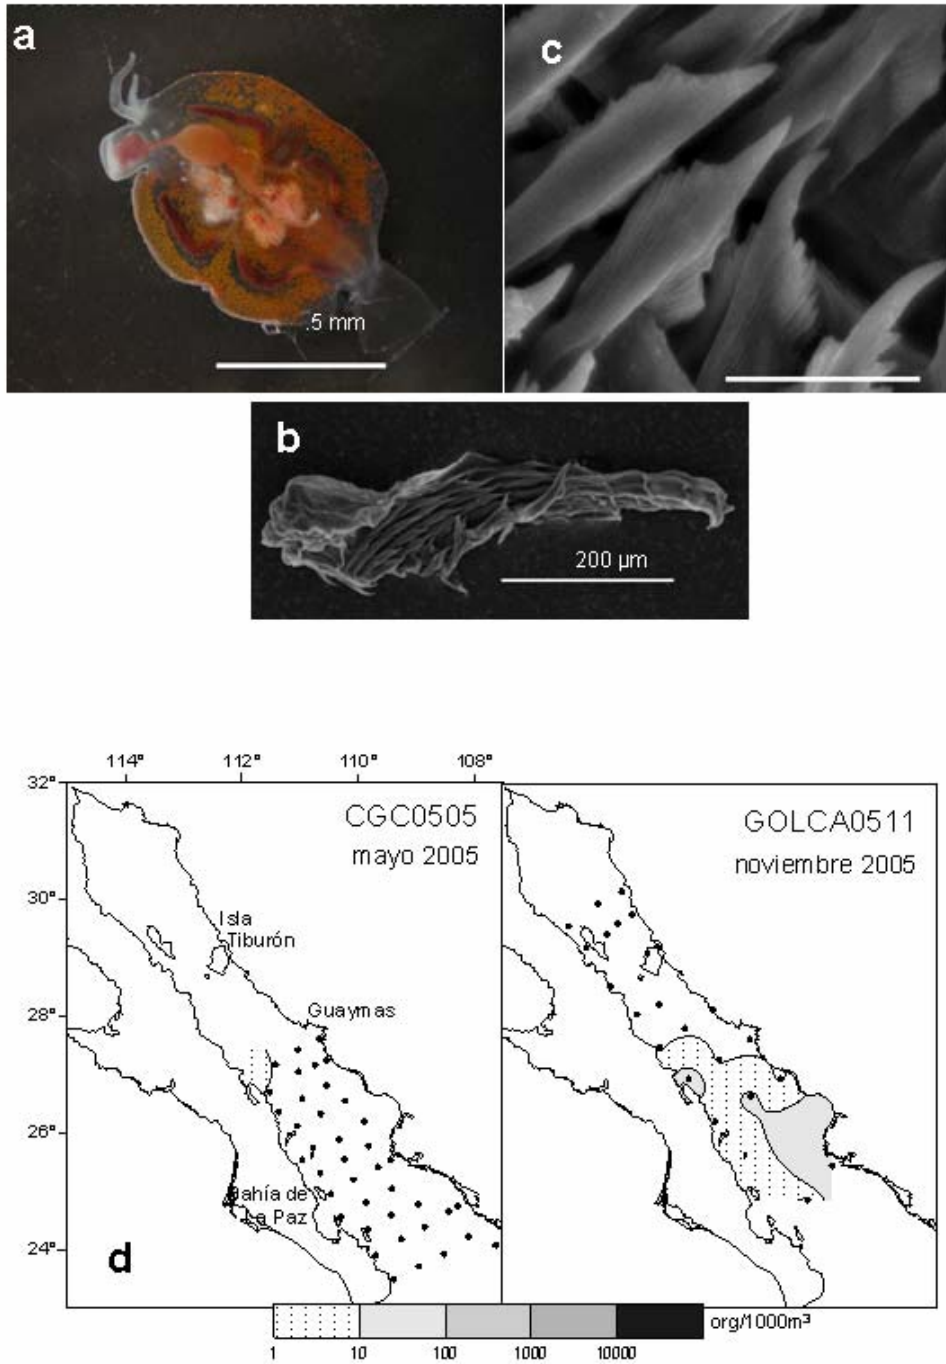 a
c
.5 mm
b
200 µm
114° 112° 110° 108°
32°
30°
28°
26°
24°
CGC0505
mayo 2005
Isla
Tiburón
Guaymas
Bahía de
La Paz
d
GOLCA0511
noviembre 2005
1 10 100 1000 10000
org/1000m³